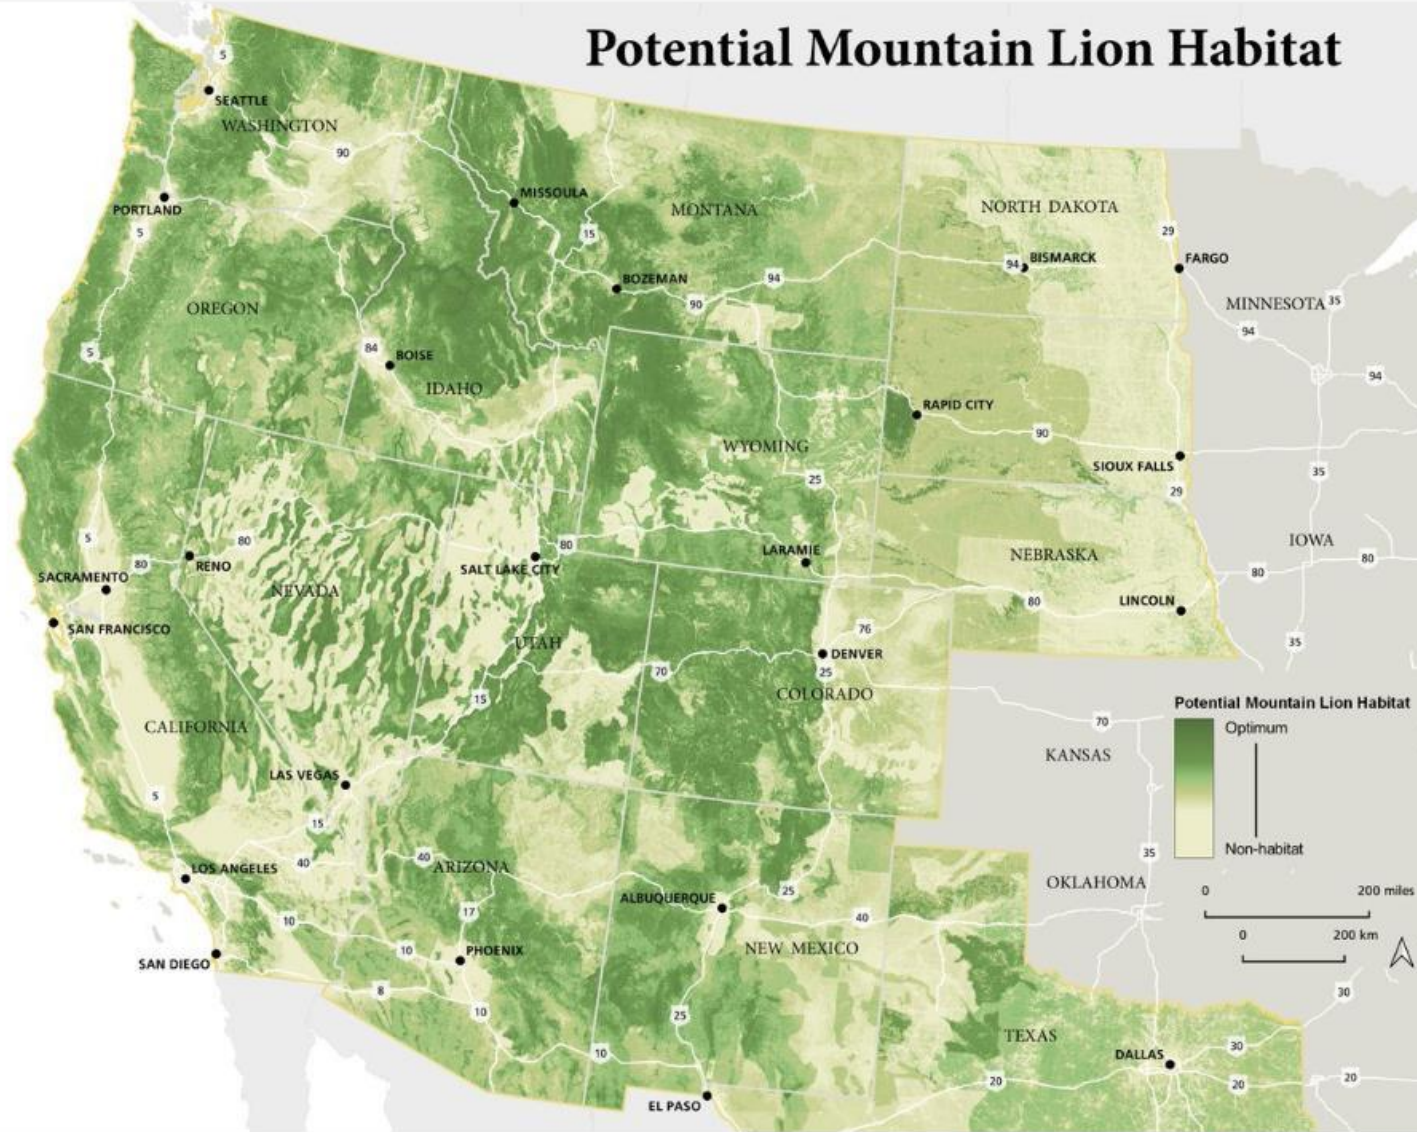 Potential Mountain Lion Habitat
5
SEATTLE
WASHINGTON
90
MISSOULA
MONTANA
NORTH DAKOTA
PORTLAND
5
15
29
94
BISMARCK
FARGO
BOZEMAN
94
90
OREGON
MINNESOTA
35
94
5
84
BOISE
IDAHO
94
RAPID CITY
90
WYOMING
SIOUX FALLS
35
25
29
5
80
80
RENO
80
SALT LAKE CITY
LARAMIE
NEBRASKA
IOWA
80
80
SACRAMENTO
NEVADA
80
LINCOLN
SAN FRANCISCO
UTAH
76
35
DENVER
70
25
COLORADO
15
CALIFORNIA
70
KANSAS
Potential Mountain Lion Habitat
Optimum
Non-habitat
LAS VEGAS
5
15
40
40
ARIZONA
35
LOS ANGELES
OKLAHOMA
0
200 miles
0
200 km
ALBUQUERQUE
25
40
10
17
10
PHOENIX
NEW MEXICO
SAN DIEGO
8
10
25
30
TEXAS
DALLAS
30
10
20
20
20
EL PASO